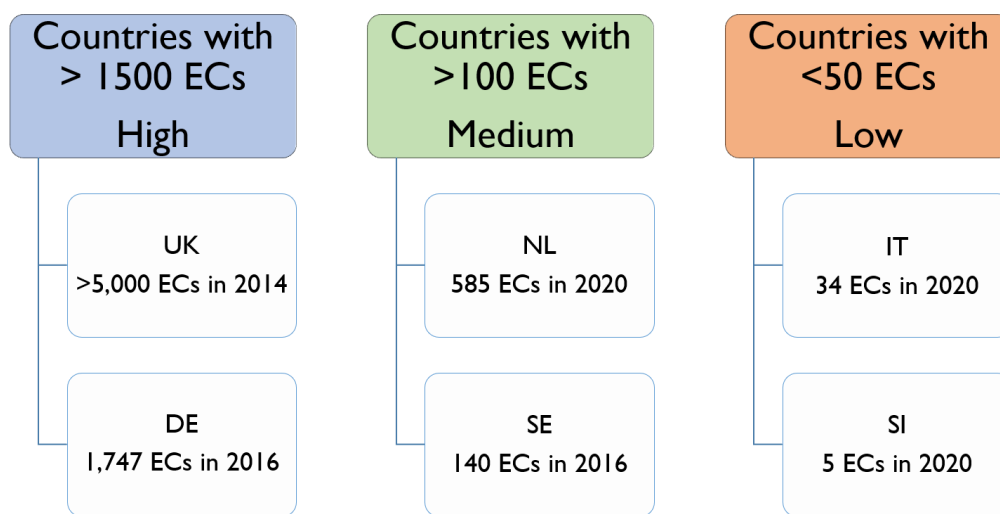 Countries with
> 1500 ECs
High
UK
>5,000 ECs in 2014
DE
1,747 ECs in 2016
Countries with
>100 ECs
Medium
NL
585 ECs in 2020
SE
140 ECs in 2016
Countries with
<50 ECs
Low
IT
34 ECs in 2020
SI
5 ECs in 2020